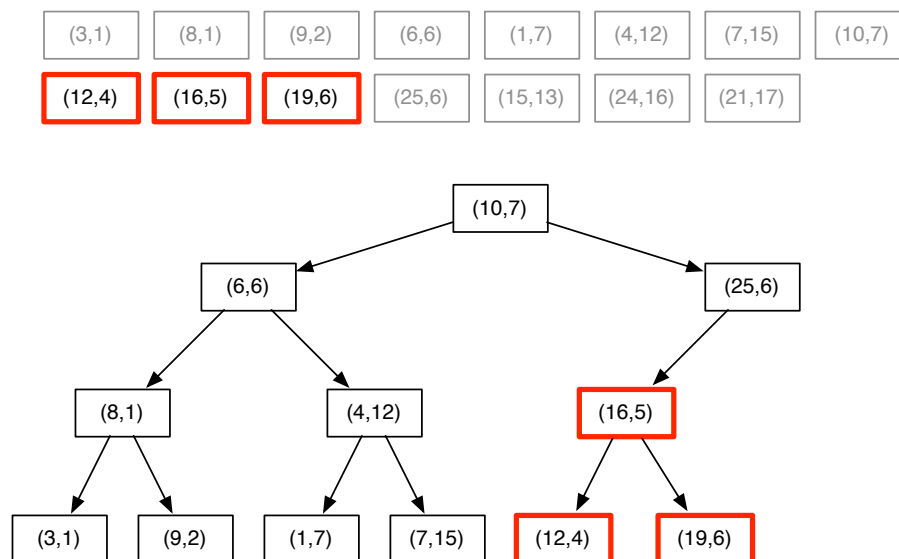 (3,1) (8,1) (9,2) (6,6) (1,7) (4,12) (7,15) (10,7)
(12,4) (16,5) (19,6) (25,6) (15,13) (24,16) (21,17)
(10,7)
(6,6) (25,6)
(8,1) (4,12) (16,5)
(3,1) (9,2) (1,7) (7,15) (12,4) (19,6)